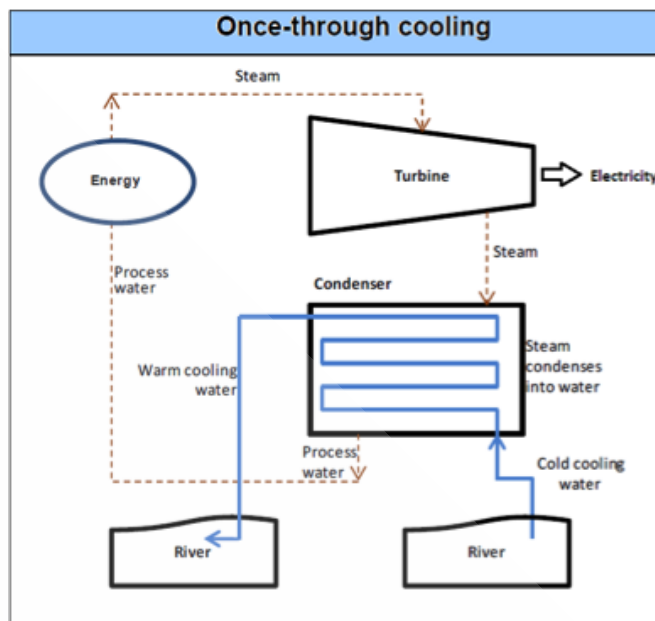 Once-through cooling
Steam
Energy
Turbine
Electricity
Process
water
Steam
Condenser
Warm cooling
water
Steam
condenses
into water
Process
water
Cold cooling
water
River
River